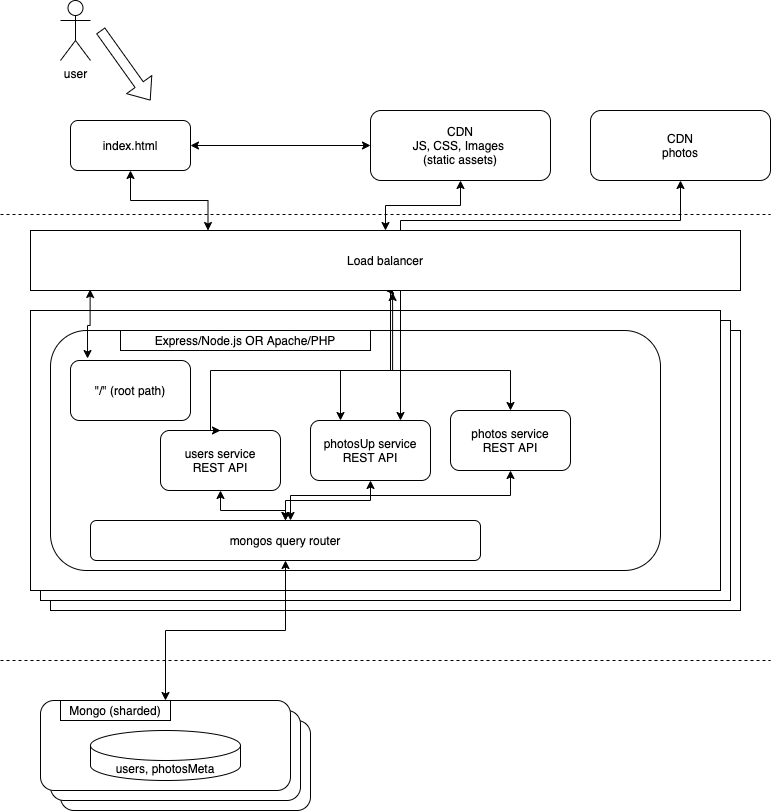 user
index.html
CDN
JS, CSS, Images
(static assets)
CDN
photos
Load balancer
Express/Node.js OR Apache/PHP
"/" (root path)
users service
REST API
photosUp service
REST API
photos service
REST API
mongos query router
Mongo (sharded)
users, photosMeta